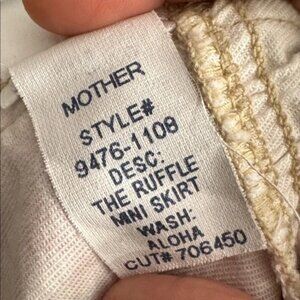 MOTHER
STYLE#
9476-1108
DESC:
THE RUFFLE
MINI SKIRT
WASH:
ALOHA
CUT# 706450